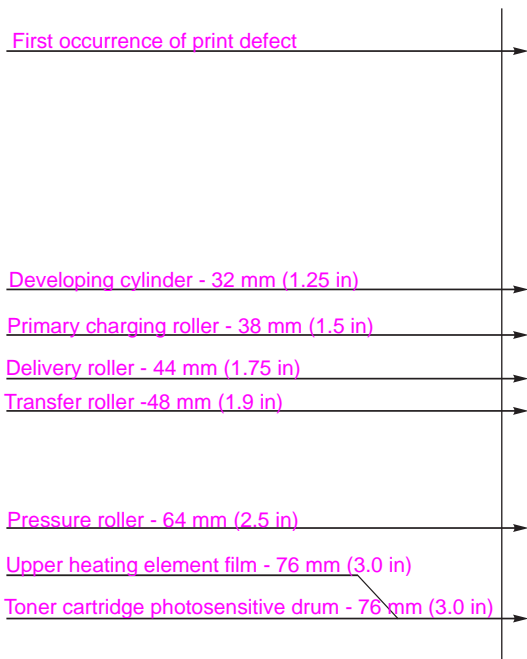 First occurrence of print defect
Developing cylinder - 32 mm (1.25 in)
Primary charging roller - 38 mm (1.5 in)
Delivery roller - 44 mm (1.75 in)
Transfer roller -48 mm (1.9 in)
Pressure roller - 64 mm (2.5 in)
Upper heating element film - 76 mm (3.0 in)
Toner cartridge photosensitive drum - 76 mm (3.0 in)